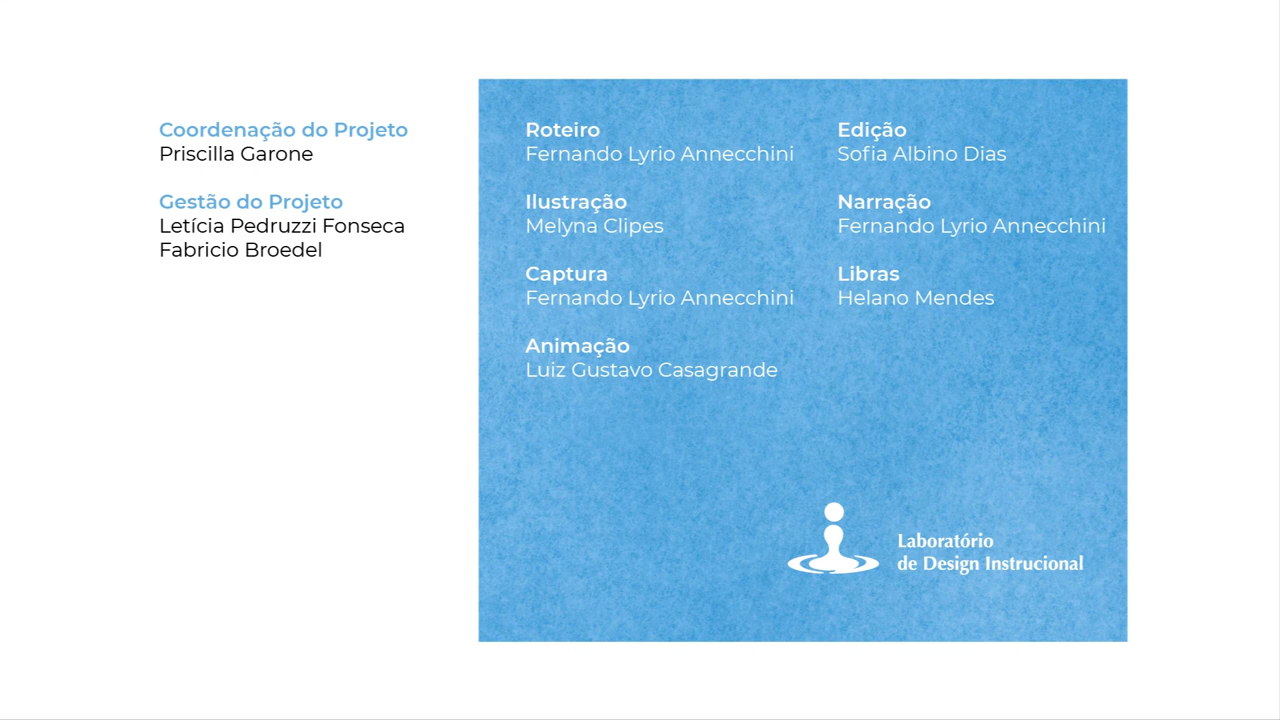 Coordenação do Projeto
Priscilla Garone
Gestão do Projeto
Letícia Pedruzzi Fonseca
Fabricio Broedel
Roteiro
Fernando Lyrio Annecchini
Ilustração
Melyna Clipes
Captura
Fernando Lyrio Annecchini
Animação
Luiz Gustavo Casagrande
Edição
Sofia Albino Dias
Narração
Fernando Lyrio Annecchini
Libras
Helano Mendes
Laboratório
de Design Instrucional